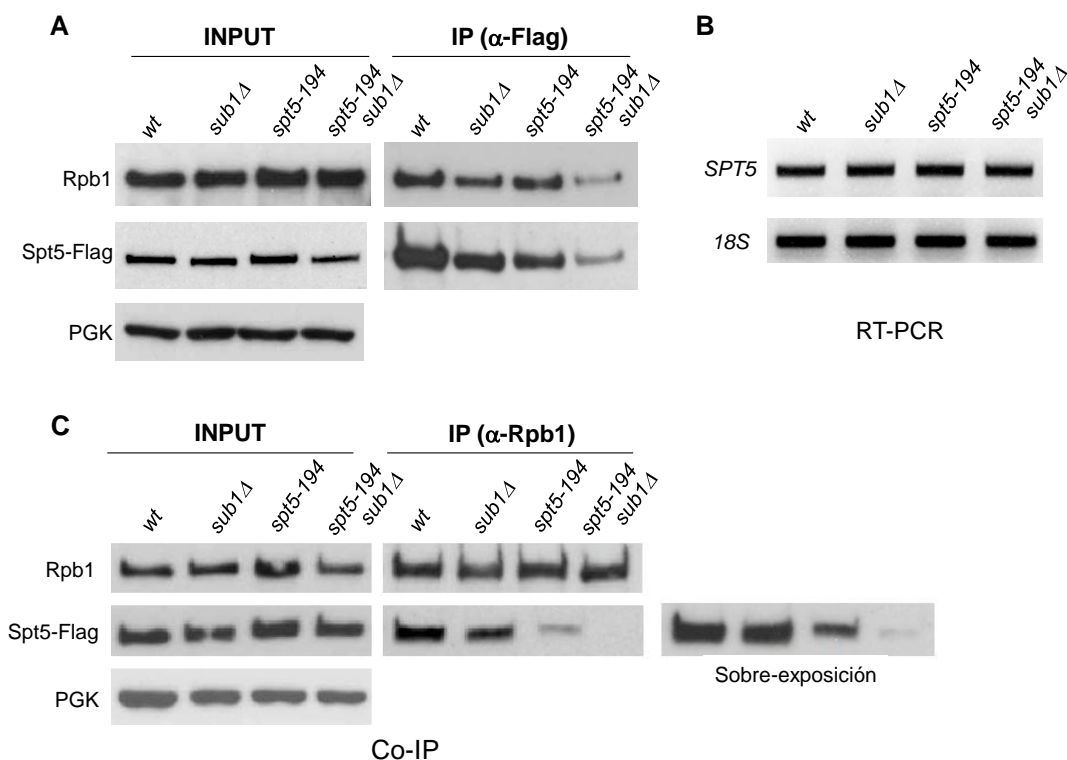 A
INPUT
IP (α-Flag)
wt
sub1Δ
spt5-194
spt5-194
sub1Δ
wt
sub1Δ
spt5-194
spt5-194
sub1Δ
Rpb1
Spt5-Flag
PGK
B
wt
sub1Δ
spt5-194
spt5-194
sub1Δ
SPT5
18S
RT-PCR
C
INPUT
IP (α-Rpb1)
wt
sub1Δ
spt5-194
spt5-194
sub1Δ
wt
sub1Δ
spt5-194
spt5-194
sub1Δ
Rpb1
Spt5-Flag
PGK
Sobre-exposición
Co-IP